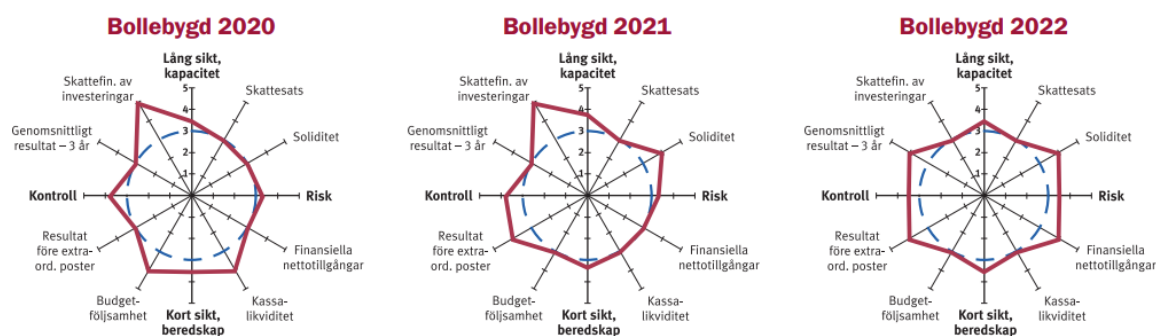 Bollebygd 2020
Lång sikt,
kapacitet
Skattefin. av
investeringar
Skattesats
Genomsnittligt
resultat – 3 år
Soliditet
5
4
3
2
1
Kontroll
Risk
Resultat
före extra-
ord. poster
Finansiella
nettotillgångar
Budget-
följsamhet
Kassa-
likviditet
Kort sikt,
beredskap
Bollebygd 2021
Lång sikt,
kapacitet
Skattefin. av
investeringar
Skattesats
Genomsnittligt
resultat – 3 år
Soliditet
5
4
3
2
1
Kontroll
Risk
Resultat
före extra-
ord. poster
Finansiella
nettotillgångar
Budget-
följsamhet
Kassa-
likviditet
Kort sikt,
beredskap
Bollebygd 2022
Lång sikt,
kapacitet
Skattefin. av
investeringar
Skattesats
Genomsnittligt
resultat – 3 år
Soliditet
5
4
3
2
1
Kontroll
Risk
Resultat
före extra-
ord. poster
Finansiella
nettotillgångar
Budget-
följsamhet
Kassa-
likviditet
Kort sikt,
beredskap